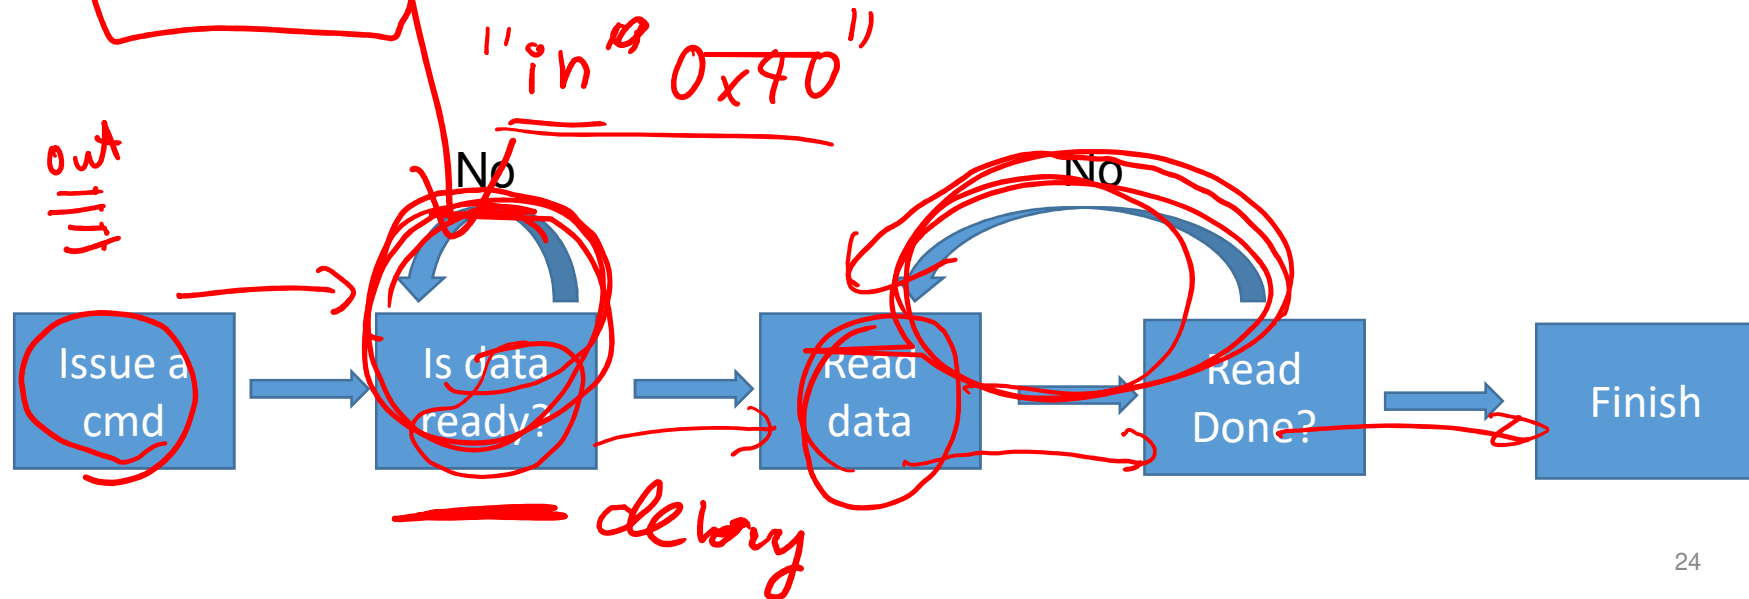 "in 0x40"
out
No
No
Issue a
cmd
Is data
ready?
Read
data
Read
Done?
Finish
delay
24